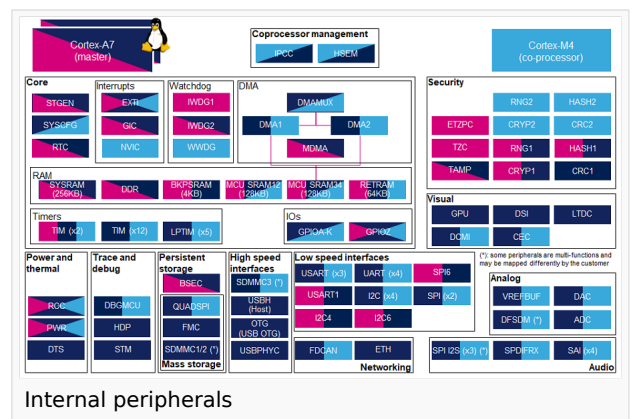 Cortex-A7
(master)
Coprocessor management
IPCC
HSEM
Cortex-M4
(co-processor)
Core
STGEN
SYSCFG
RTC
Interrupts
EXTI
GIC
NVIC
Watchdog
IWDG1
IWDG2
WWDG
DMA
DMAMUX
DMA1
DMA2
MDMA
Security
RNG2
HASH2
ETZPC
CRYP2
CRC2
TZC
RNG1
HASH1
TAMP
CRYP1
CRC1
RAM
SYSRAM
(256KB)
DDR
BKPSRAM
(4KB)
MCU SRAM12
(128KB)
MCU SRAM34
(128KB)
RETRAM
(64KB)
Timers
TIM (x2)
TIM (x12)
LPTIM (x5)
IOs
GPIOA-K
GPIOZ
Visual
GPU
DSI
LTDC
DCMI
CEC
(*): some peripherals are multi-functions and
may be mapped differently by the customer
Power and
thermal
RCC
PWR
DTS
Trace and
debug
DBGMCU
HDP
STM
Persistent
storage
BSEC
QUADSPI
FMC
SDMMC1/2 (*)
Mass storage
High speed
interfaces
SDMMC3 (*)
USBH
(Host)
OTG
(USB OTG)
USBPHYC
Low speed interfaces
USART (x3)
UART (x4)
SPI6
USART1
I2C (x4)
SPI (x2)
I2C4
I2C6
FDCAN
ETH
Networking
Analog
VREFBUF
DAC
DFSDM (*)
ADC
SPI I2S (x3) (*)
SPDIFRX
SAI (x4)
Audio
Internal peripherals